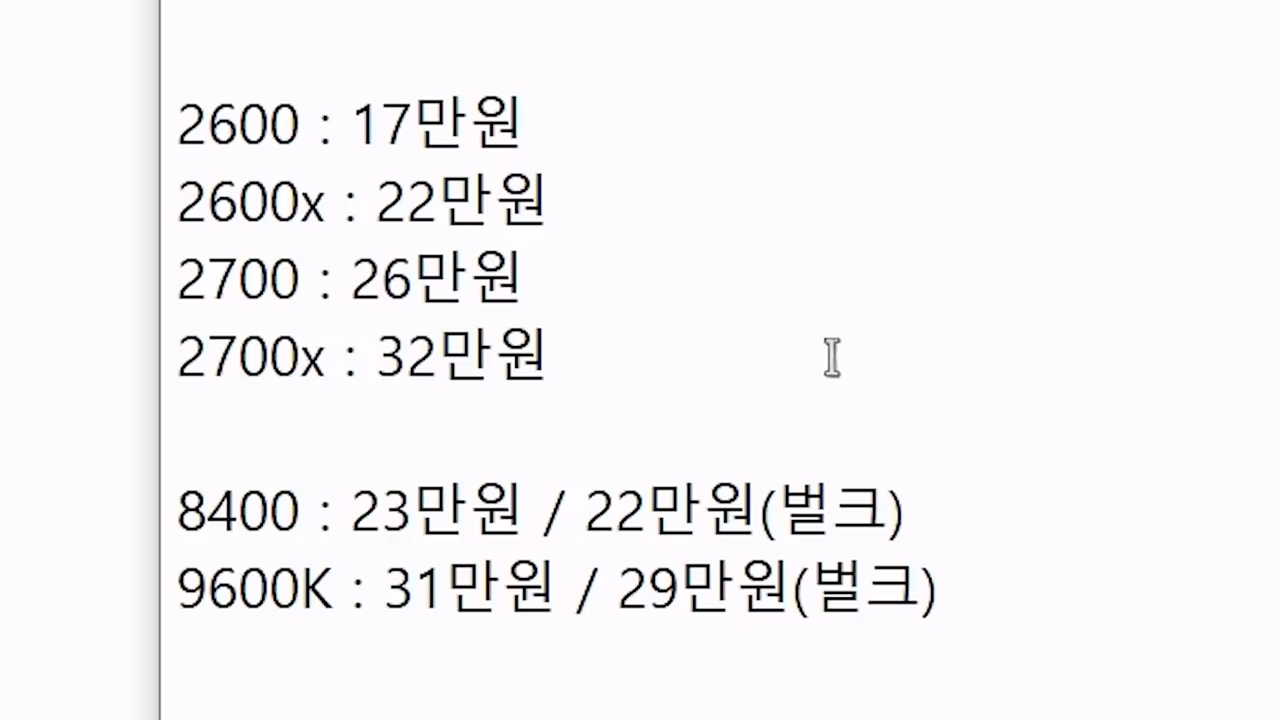 2600 : 17만원
2600x : 22만원
2700 : 26만원
2700x : 32만원
8400 : 23만원 / 22만원(벌크)
9600K : 31만원 / 29만원(벌크)